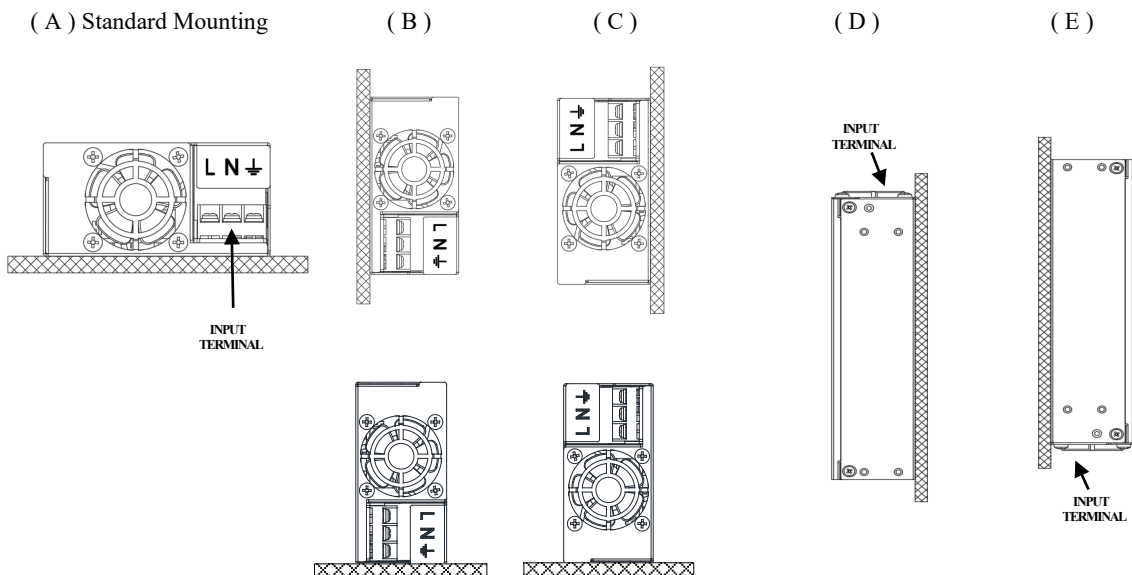 ( A ) Standard Mounting
( B )
( C )
( D )
( E )
L N ⏚
INPUT
TERMINAL
L N ⏚
L N ⏚
INPUT
TERMINAL
INPUT
TERMINAL
L N ⏚
L N ⏚